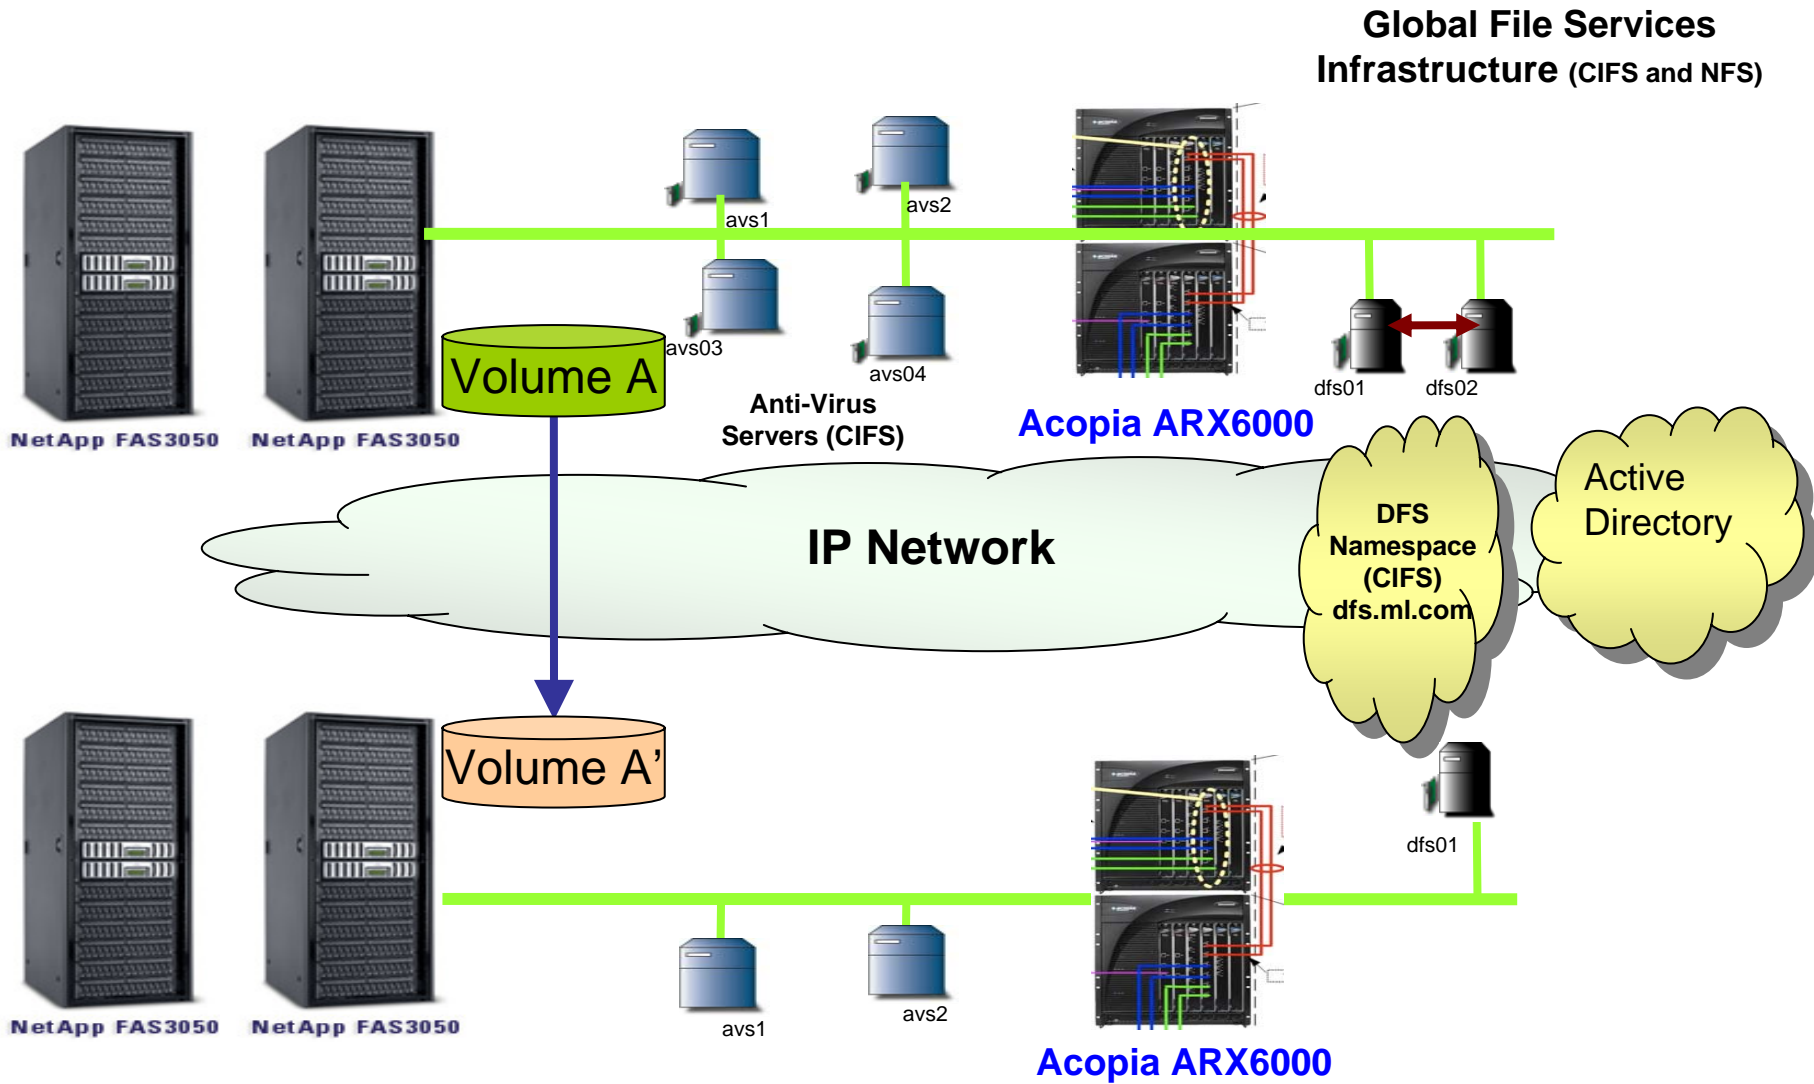 Global File Services
Infrastructure (CIFS and NFS)
avs1
avs2
avs03
avs04
dfs01
dfs02
Volume A
NetApp FAS3050
NetApp FAS3050
Anti-Virus
Servers (CIFS)
Acopia ARX6000
IP Network
DFS
Namespace
(CIFS)
dfs.ml.com
Active
Directory
Volume A’
dfs01
NetApp FAS3050
NetApp FAS3050
avs1
avs2
Acopia ARX6000